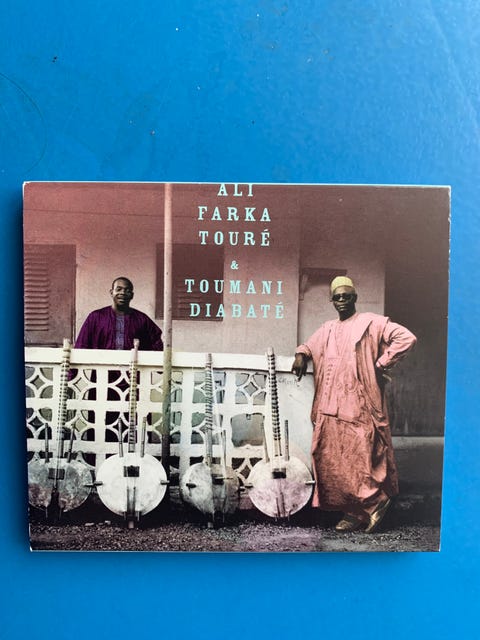 ALI
FARKA
TOURÉ
&
TOUMANI
DIABATÉ